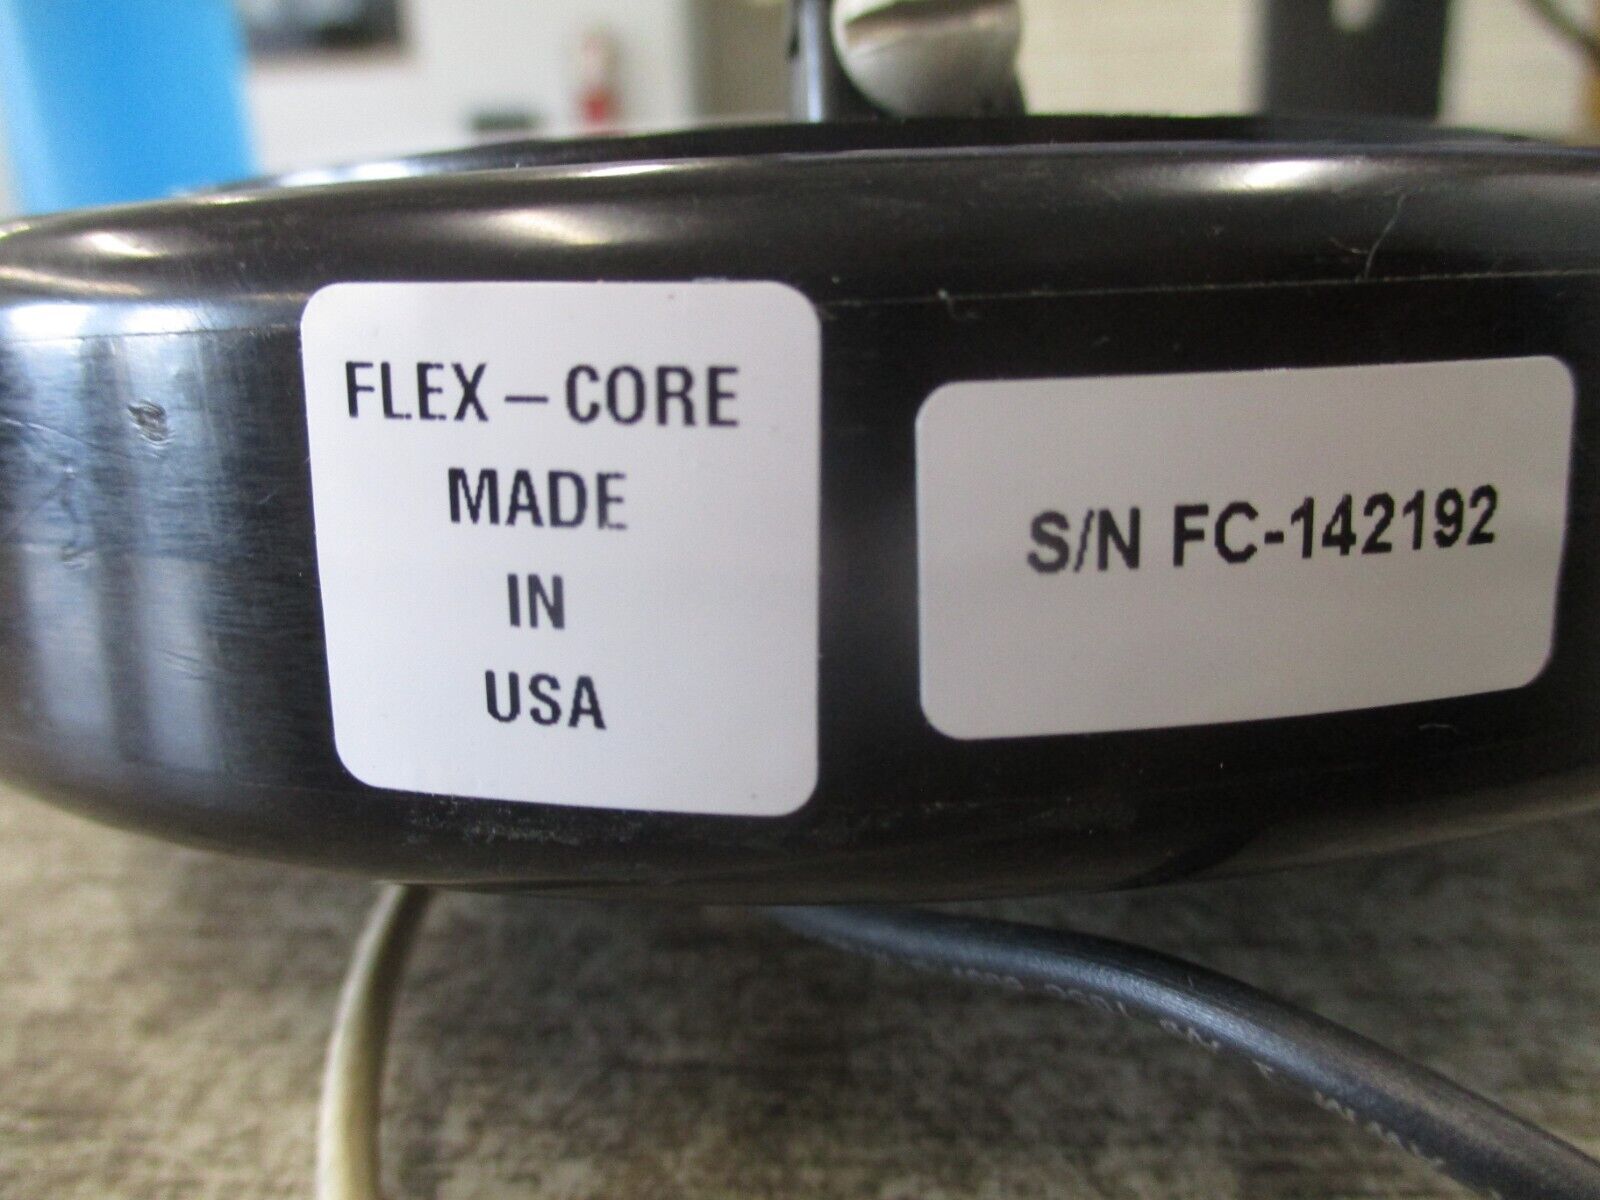 FLEX-CORE
MADE
IN
USA
S/N FC-142192